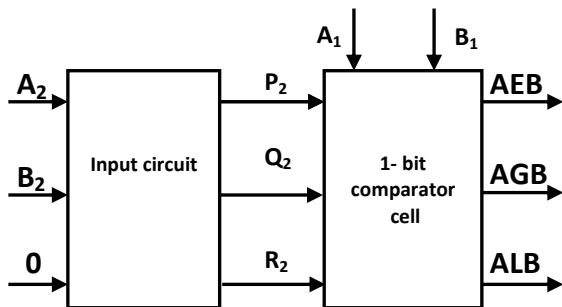 A₁
B₁
A₂
P₂
AEB
Input circuit
Q₂
1- bit
comparator
cell
B₂
AGB
0
R₂
ALB